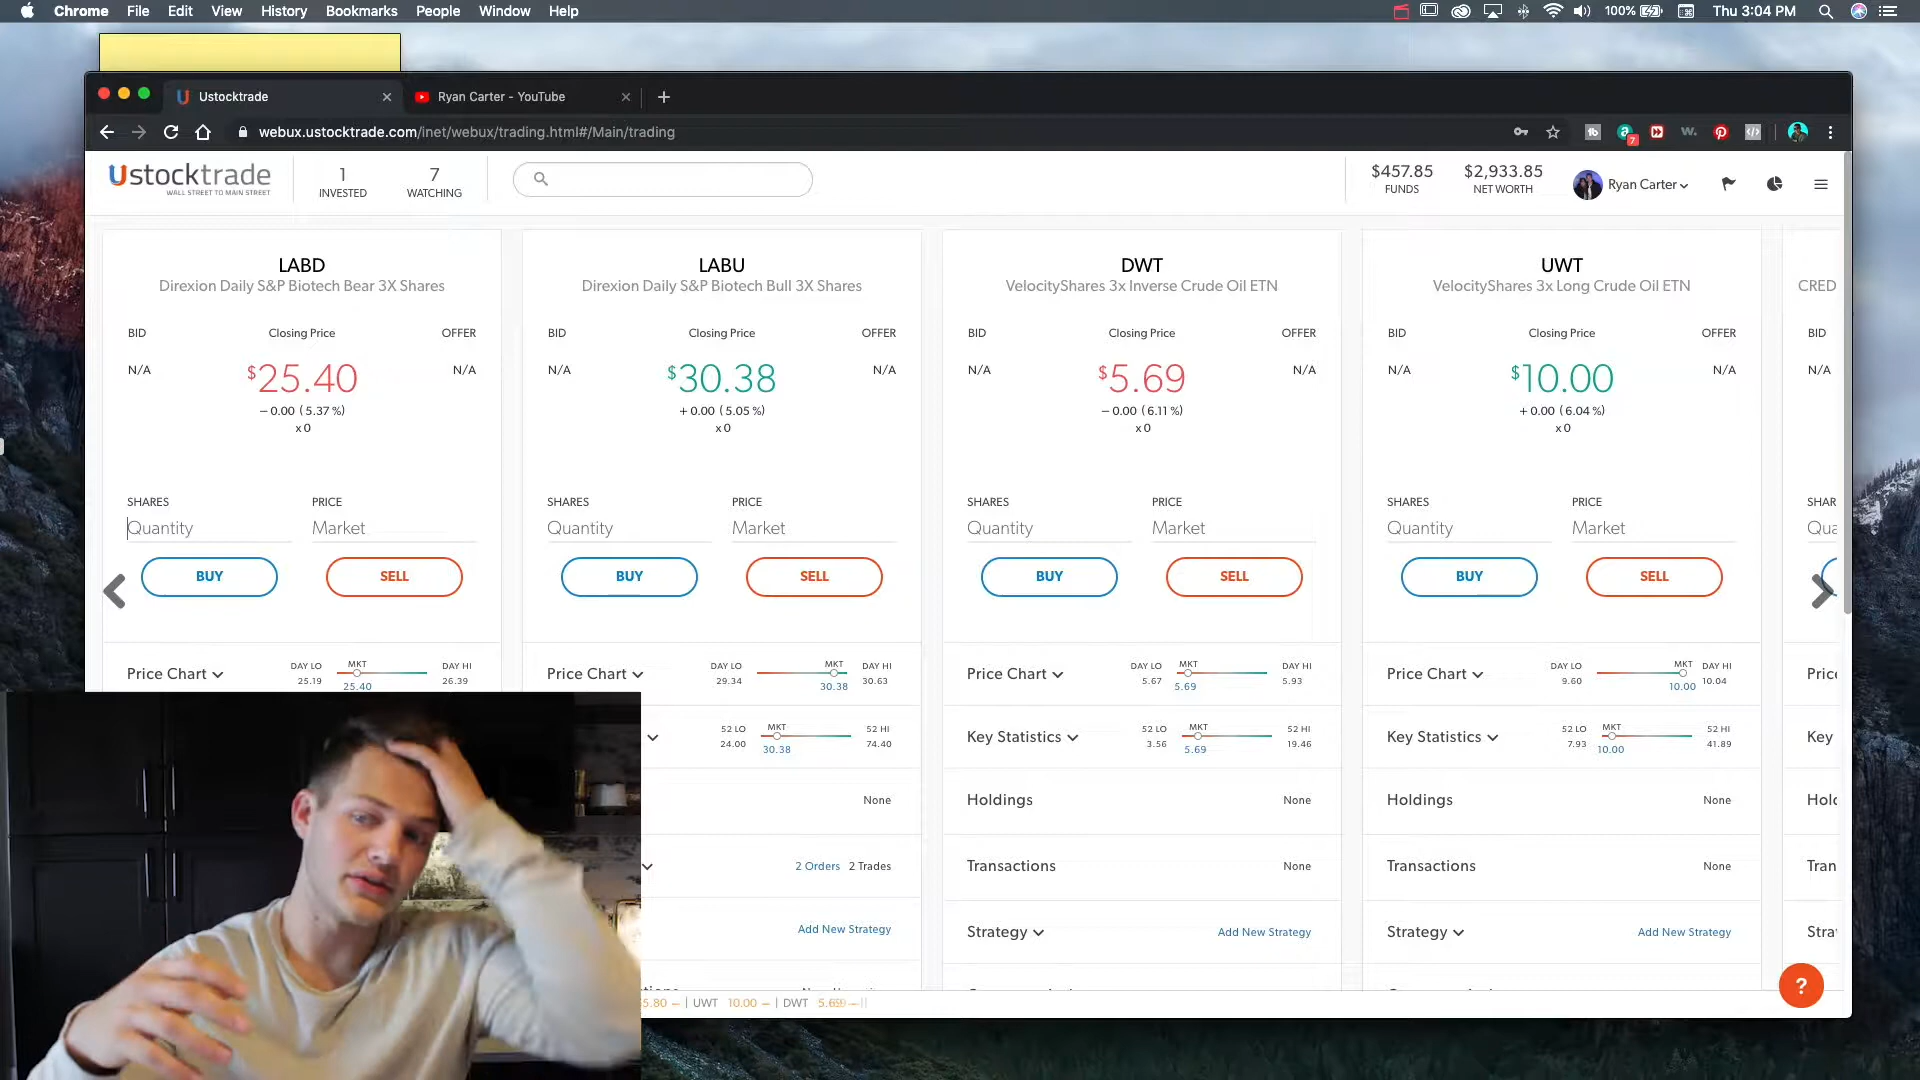 Chrome File Edit View History Bookmarks People Window Help 100% Thu 3:04 PM
Ustocktrade Ryan Carter - YouTube
webux.ustocktrade.com/inet/webux/trading.html#/Main/trading
7
Ustocktrade
WALL STREET TO MAIN STREET
1
INVESTED
7
WATCHING
$457.85
FUNDS
$2,933.85
NET WORTH
Ryan Carter
LABD
Direxion Daily S&P Biotech Bear 3X Shares
BID Closing Price OFFER
N/A $25.40 N/A
– 0.00 (5.37 %)
x 0
SHARES PRICE
Quantity Market
BUY SELL
Price Chart DAY LO 25.19 MKT 25.40 DAY HI 26.39
LABU
Direxion Daily S&P Biotech Bull 3X Shares
BID Closing Price OFFER
N/A $30.38 N/A
+ 0.00 (5.05 %)
x 0
SHARES PRICE
Quantity Market
BUY SELL
Price Chart DAY LO 29.34 MKT 30.38 DAY HI 30.63
52 LO 24.00 MKT 30.38 52 HI 74.40
None
2 Orders 2 Trades
Add New Strategy
DWT
VelocityShares 3x Inverse Crude Oil ETN
BID Closing Price OFFER
N/A $5.69 N/A
– 0.00 (6.11 %)
x 0
SHARES PRICE
Quantity Market
BUY SELL
Price Chart DAY LO 5.67 MKT 5.69 DAY HI 5.93
Key Statistics 52 LO 3.56 MKT 5.69 52 HI 19.46
Holdings None
Transactions None
Strategy Add New Strategy
UWT
VelocityShares 3x Long Crude Oil ETN
BID Closing Price OFFER
N/A $10.00 N/A
+ 0.00 (6.04 %)
x 0
SHARES PRICE
Quantity Market
BUY SELL
Price Chart DAY LO 9.60 MKT 10.00 DAY HI 10.04
Key Statistics 52 LO 7.93 MKT 10.00 52 HI 41.89
Holdings None
Transactions None
Strategy Add New Strategy
CRED
BID
N/A
SHAR
Qua
Price
Key
Hold
Tran
Stra
5.80 – | UWT 10.00 – | DWT
?